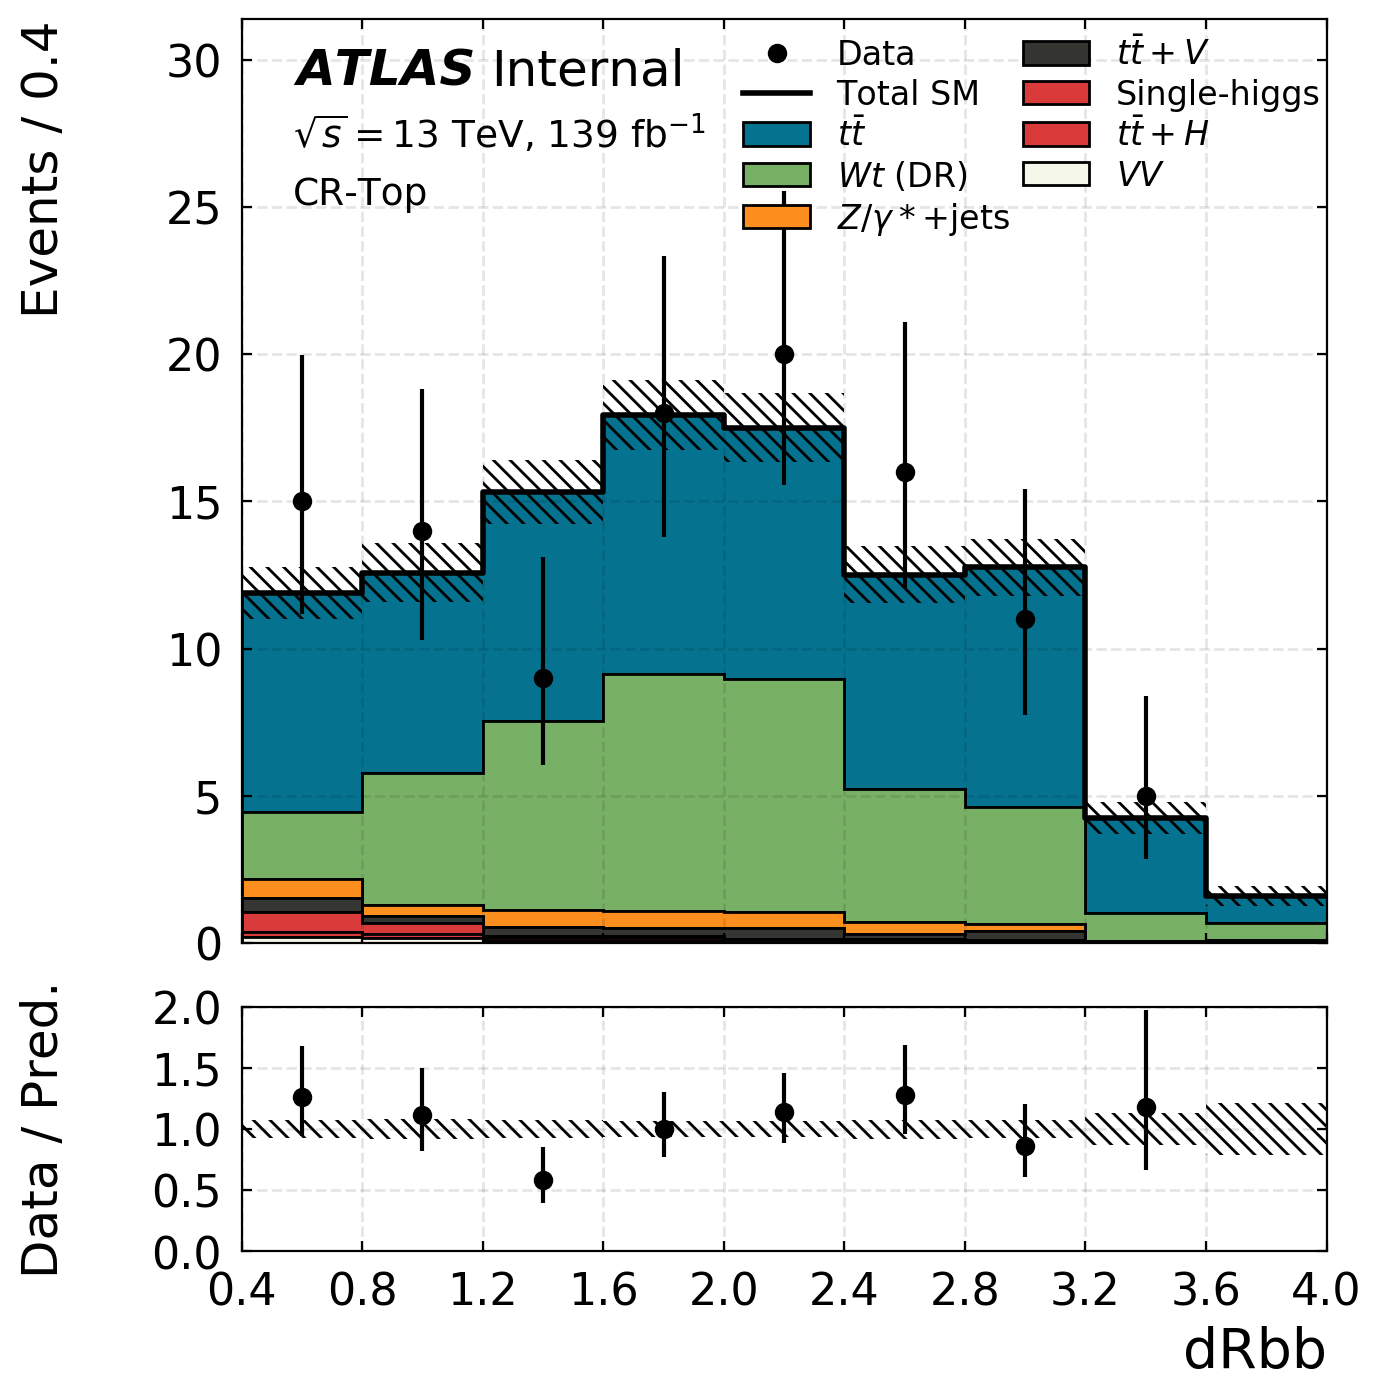 Events / 0.4
30
25
20
15
10
5
0
ATLAS Internal
√s = 13 TeV, 139 fb⁻¹
CR-Top
Data
Total SM
tt̄
Wt (DR)
Z/γ*+jets
tt̄ + V
Single-higgs
tt̄ + H
VV
Data / Pred.
2.0
1.5
1.0
0.5
0.0
0.4 0.8 1.2 1.6 2.0 2.4 2.8 3.2 3.6 4.0
dRbb